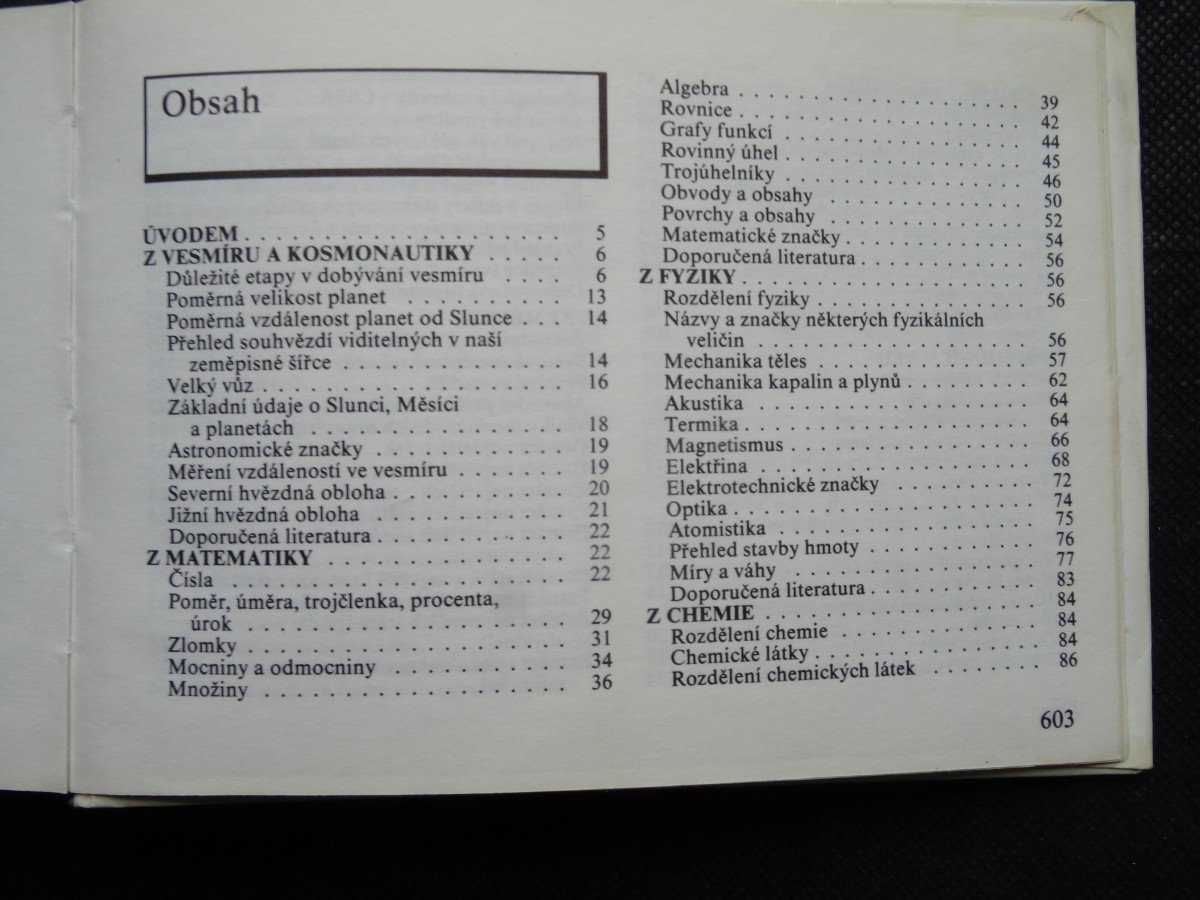 Obsah
ÚVODEM . . . . . . . . . . . . . . . . . . . . . . 5
Z VESMÍRU A KOSMONAUTIKY . . . . . 6
Důležité etapy v dobývání vesmíru . . . . 6
Poměrná velikost planet . . . . . . . . . . 13
Poměrná vzdálenost planet od Slunce . . . 14
Přehled souhvězdí viditelných v naší
zeměpisné šířce . . . . . . . . . . . . . . . 14
Velký vůz . . . . . . . . . . . . . . . . . . . . 16
Základní údaje o Slunci, Měsíci
a planetách . . . . . . . . . . . . . . . . . 18
Astronomické značky . . . . . . . . . . . . 19
Měření vzdáleností ve vesmíru . . . . . . . 19
Severní hvězdná obloha . . . . . . . . . . . 20
Jižní hvězdná obloha . . . . . . . . . . . . . 21
Doporučená literatura . . . . . . . . . . . . 22
Z MATEMATIKY . . . . . . . . . . . . . . . . 22
Čísla . . . . . . . . . . . . . . . . . . . . . . . 22
Poměr, úměra, trojčlenka, procenta,
úrok . . . . . . . . . . . . . . . . . . . . . . 29
Zlomky . . . . . . . . . . . . . . . . . . . . . 31
Mocniny a odmocniny . . . . . . . . . . . . 34
Množiny . . . . . . . . . . . . . . . . . . . . . 36
Algebra . . . . . . . . . . . . . . . . . . . . 39
Rovnice . . . . . . . . . . . . . . . . . . . . 42
Grafy funkcí . . . . . . . . . . . . . . . . . 44
Rovinný úhel . . . . . . . . . . . . . . . . . 45
Trojúhelníky . . . . . . . . . . . . . . . . . 46
Obvody a obsahy . . . . . . . . . . . . . . 50
Povrchy a obsahy . . . . . . . . . . . . . . 52
Matematické značky . . . . . . . . . . . . . 54
Doporučená literatura . . . . . . . . . . . . 56
Z FYZIKY . . . . . . . . . . . . . . . . . . . . 56
Rozdělení fyziky . . . . . . . . . . . . . . . 56
Názvy a značky některých fyzikálních
veličin . . . . . . . . . . . . . . . . . . . . 56
Mechanika těles . . . . . . . . . . . . . . . 57
Mechanika kapalin a plynů . . . . . . . . . 62
Akustika . . . . . . . . . . . . . . . . . . . 64
Termika . . . . . . . . . . . . . . . . . . . . 64
Magnetismus . . . . . . . . . . . . . . . . . 66
Elektřina . . . . . . . . . . . . . . . . . . . 68
Elektrotechnické značky . . . . . . . . . . 72
Optika . . . . . . . . . . . . . . . . . . . . . 74
Atomistika . . . . . . . . . . . . . . . . . . 75
Přehled stavby hmoty . . . . . . . . . . . . 76
Míry a váhy . . . . . . . . . . . . . . . . . 77
Doporučená literatura . . . . . . . . . . . . 83
Z CHEMIE . . . . . . . . . . . . . . . . . . . 84
Rozdělení chemie . . . . . . . . . . . . . . 84
Chemické látky . . . . . . . . . . . . . . . . 84
Rozdělení chemických látek . . . . . . . . 86
603